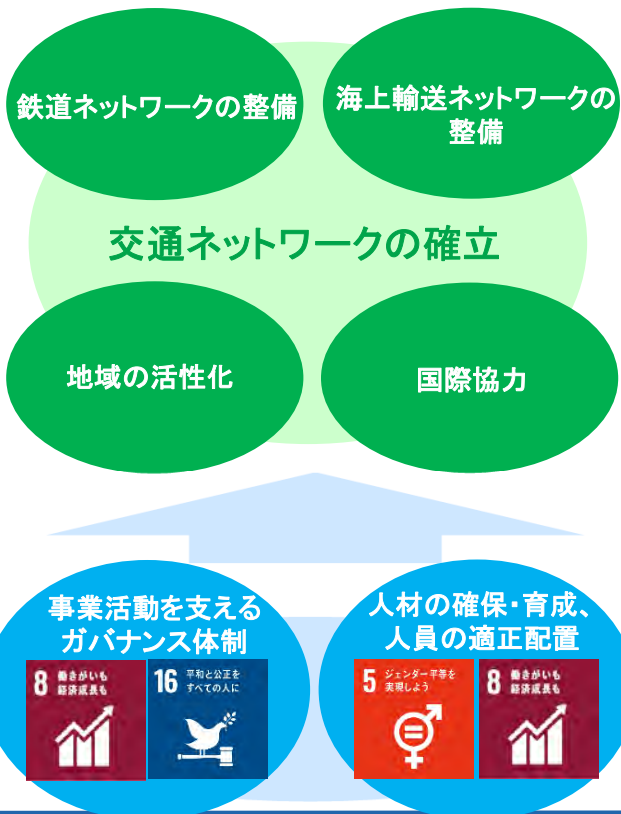 鉄道ネットワークの整備
海上輸送ネットワークの
整備
交通ネットワークの確立
地域の活性化
国際協力
事業活動を支える
ガバナンス体制
8 働きがいも
経済成長も
16 平和と公正を
すべての人に
人材の確保・育成、
人員の適正配置
5 ジェンダー平等を
実現しよう
8 働きがいも
経済成長も